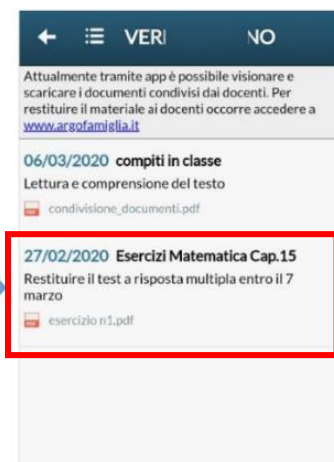 VERI NO
Attualmente tramite app è possibile visionare e
scaricare i documenti condivisi dai docenti. Per
restituire il materiale ai docenti occorre accedere a
www.argofamiglia.it
06/03/2020 compiti in classe
Lettura e comprensione del testo
condivisione_documenti.pdf
27/02/2020 Esercizi Matematica Cap.15
Restituire il test a risposta multipla entro il 7
marzo
esercizio n1.pdf